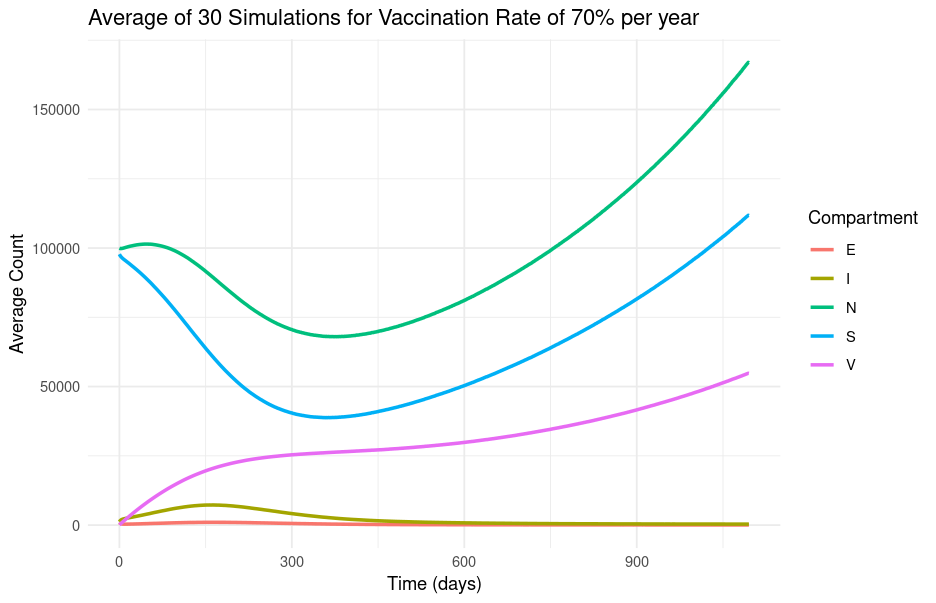 Average of 30 Simulations for Vaccination Rate of 70% per year
Average Count
150000
100000
50000
0
0 300 600 900
Time (days)
Compartment
E
I
N
S
V